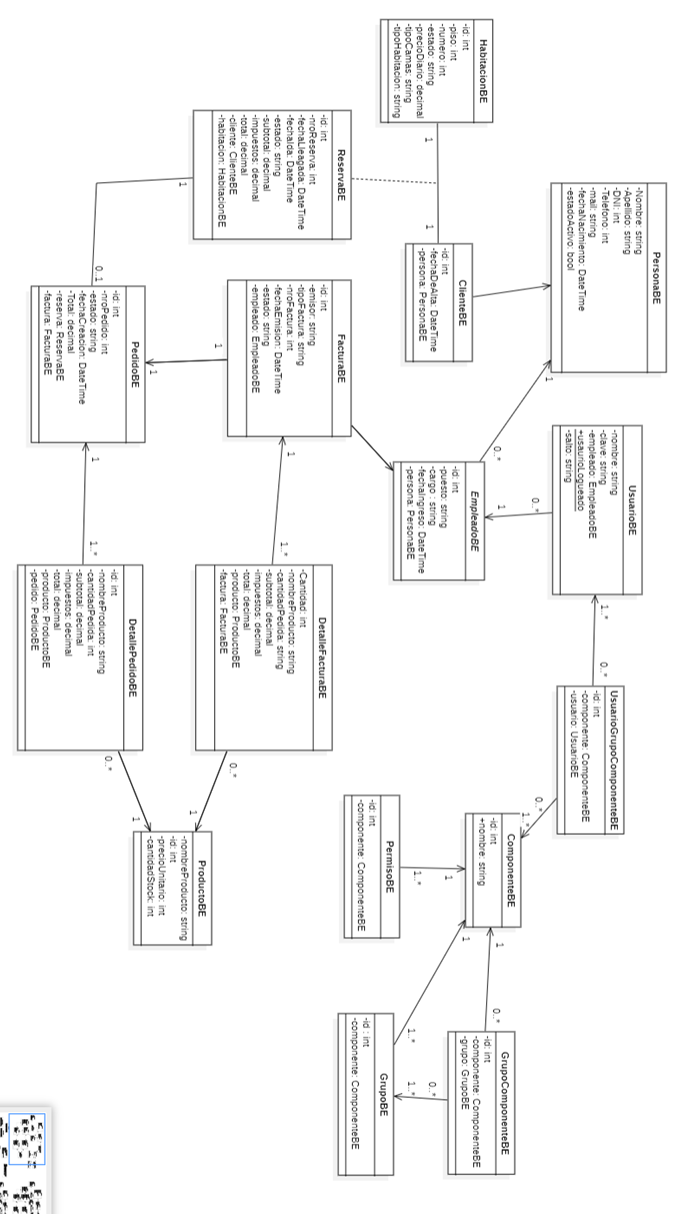 HabitacionBE
-id: int
-piso: int
-numero: int
-estado: string
-precioDiario: decimal
-tipoCamas: string
-tipoHabitacion: string
1
1
PersonaBE
-Nombre: string
-Apellido: string
-DNI: int
-Telefono: int
-mail: string
-fechaNacimiento: DateTime
-estadoActivo: bool
ReservaBE
-id: int
-nroReserva: int
-fechaLleagada: DateTime
-fechaIda: DateTime
-estado: string
-subtotal: decimal
-impuestos: decimal
-total: decimal
-cliente: ClienteBE
-habitacion: HabitacionBE
1
0..1
ClienteBE
-id: int
-fechaDeAlta: DateTime
-persona: PersonaBE
FacturaBE
-emisor: string
-tipoFactura: string
-nroFactura: int
-fechaEmision: DateTime
-estado: string
-empleado: EmpleadoBE
1
1
PedidoBE
-id: int
-nroPedido: int
-estado: string
-fechaCreacion: DateTime
-Total: decimal
-reserva: ReservaBE
-factura: FacturaBE
1
0..*
UsuarioBE
-nombre: string
-clave: string
-empleado: EmpleadoBE
+usaurioLogueado
-salto: string
0..*
1
EmpleadoBE
-id: int
-puesto: string
-cargo : string
-fechaIngreso: DateTime
-persona: PersonaBE
1
1..*
1
1..*
DetalleFacturaBE
-Cantidad: int
-nombreProducto: string
-cantidadPedida: string
-subtotal: decimal
-impuestos: decimal
-total: decimal
-producto: ProductoBE
-factura: FacturaBE
DetallePedidoBE
-id: int
-nombreProducto: string
-cantidadPedida: int
-subtotal: decimal
-impuestos: decimal
-total: decimal
-producto: ProductoBE
-pedido: PedidoBE
1..*
0..*
UsuarioGrupoComponenteBE
-id: int
-componente: ComponenteBE
-usuario: UsuarioBE
0..*
1..*
0..*
1
0..*
1
ProductoBE
-nombreProducto: string
-id: int
-precioUnitario: int
-cantidadStock: int
ComponenteBE
-id: int
+nombre: string
PermisoBE
-id: int
-componente: ComponenteBE
1..*
1
1
1
0..*
1..*
GrupoComponenteBE
-id: int
-componente: ComponenteBE
-grupo: GrupoBE
0..*
1..*
GrupoBE
-id : int
-componente: ComponenteBE